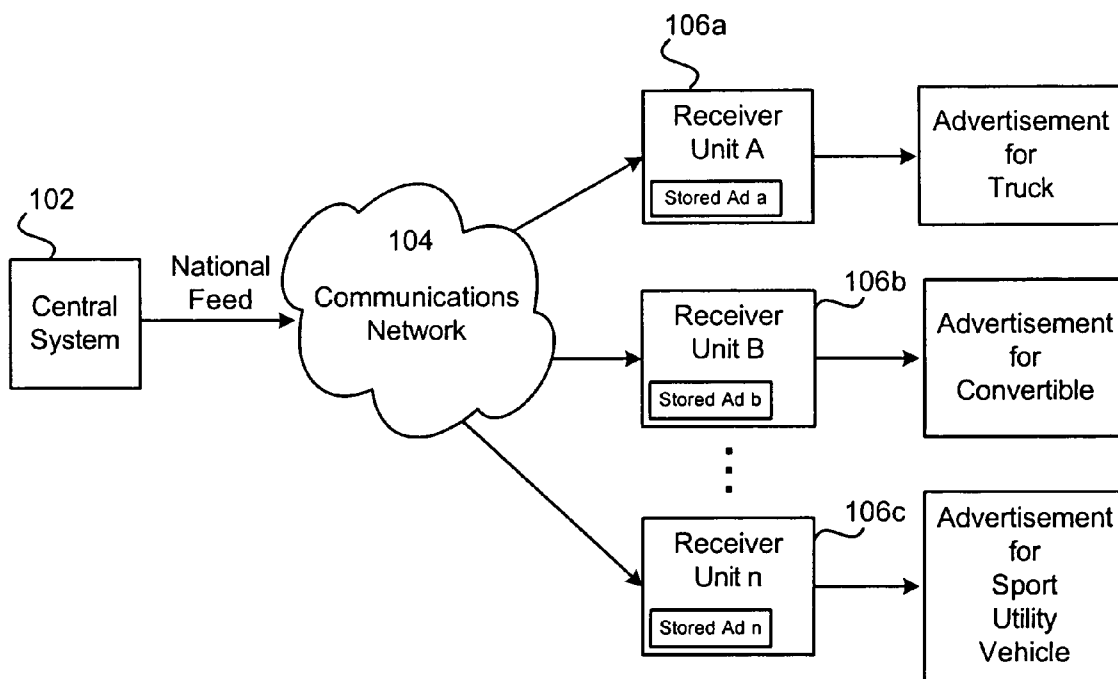 102
Central
System
National
Feed
104
Communications
Network
106a
Receiver
Unit A
Stored Ad a
Advertisement
for
Truck
106b
Receiver
Unit B
Stored Ad b
Advertisement
for
Convertible
106c
Receiver
Unit n
Stored Ad n
Advertisement
for
Sport
Utility
Vehicle